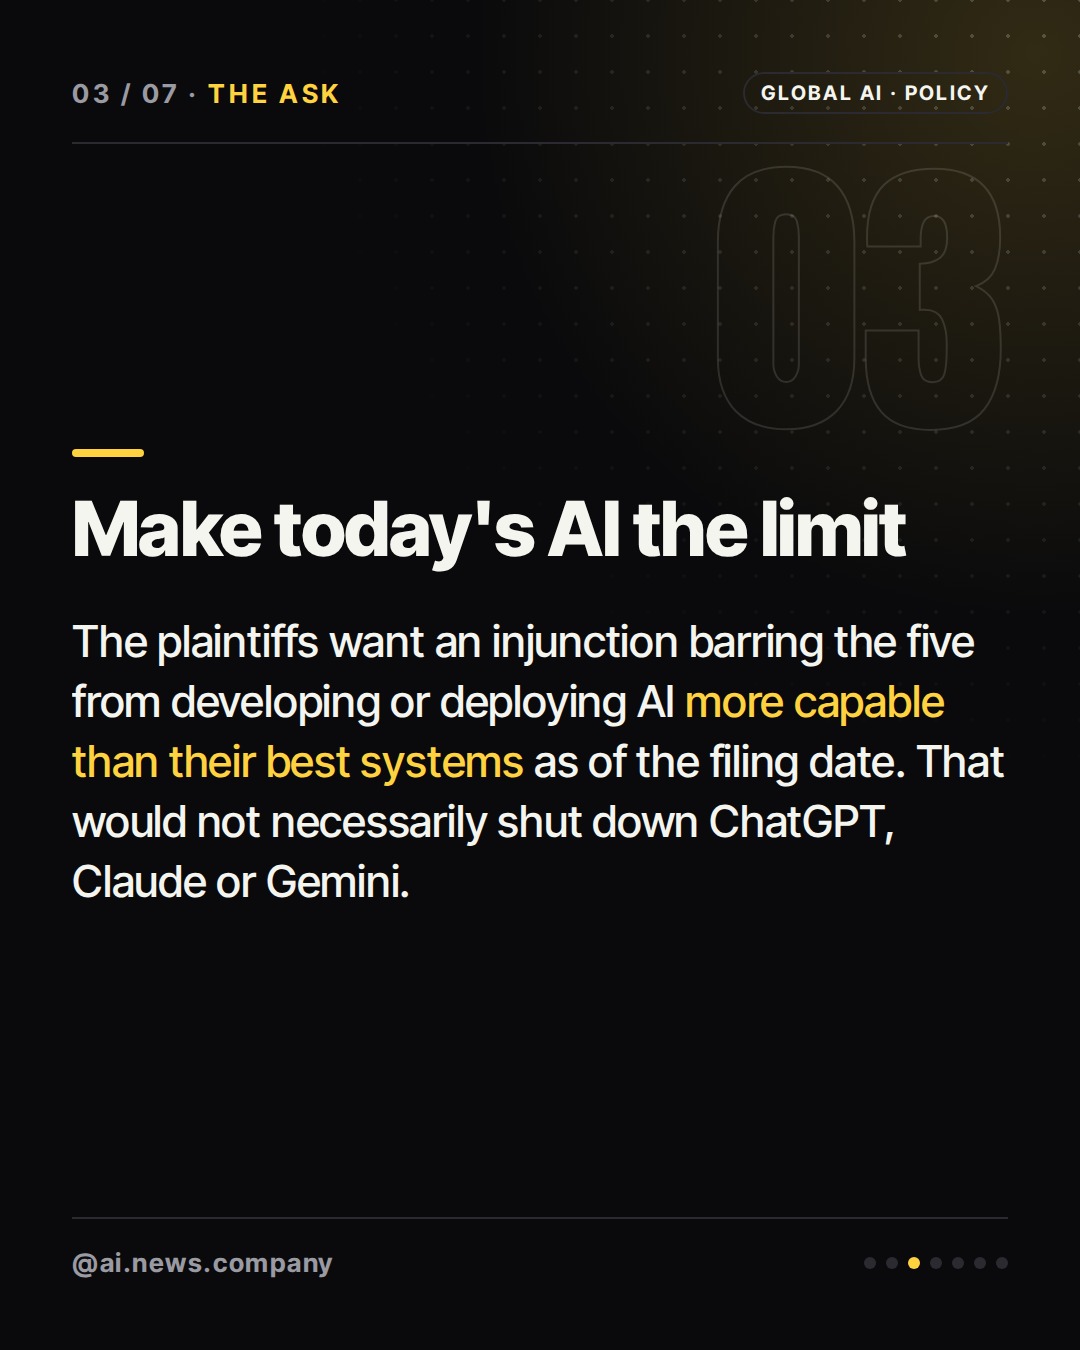 03 / 07 · THE ASK
GLOBAL AI · POLICY
03
Make today's AI the limit
The plaintiffs want an injunction barring the five
from developing or deploying AI more capable
than their best systems as of the filing date. That
would not necessarily shut down ChatGPT,
Claude or Gemini.
@ai.news.company